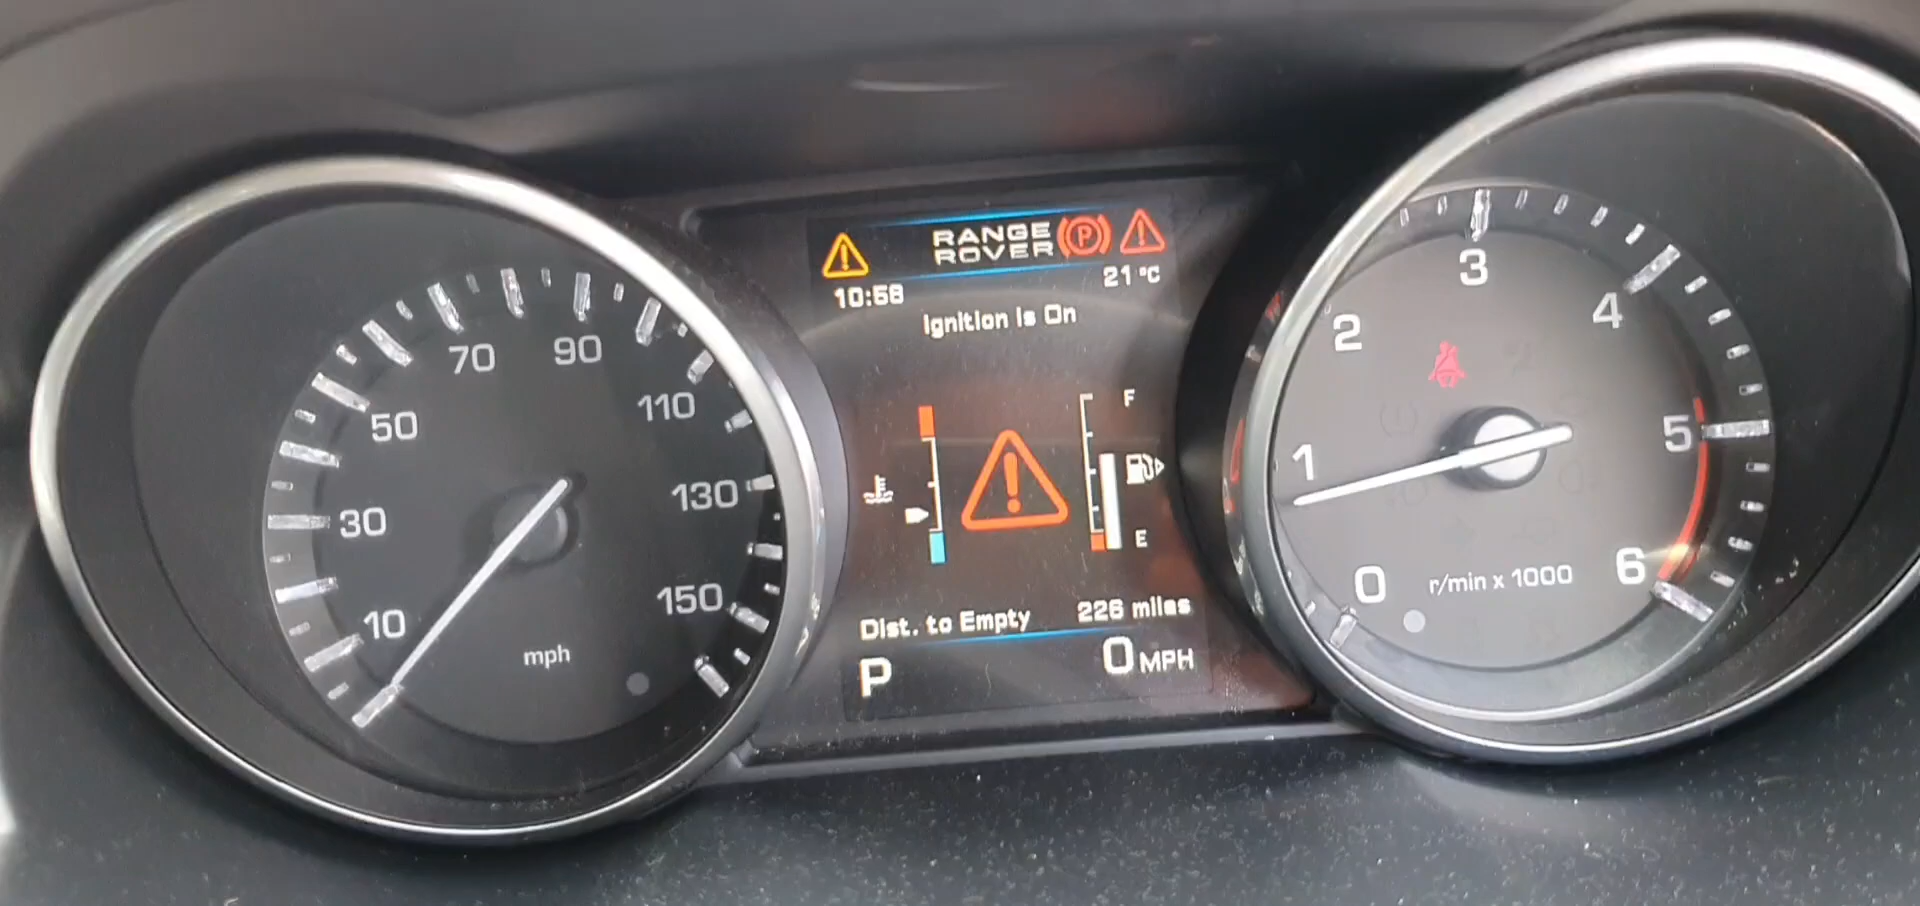 10
30
50
70
90
110
130
150
mph
RANGE
ROVER
P
10:58
21 °C
Ignition is On
F
E
Dist. to Empty 226 miles
P
0 MPH
0
1
2
3
4
5
6
r/min x 1000